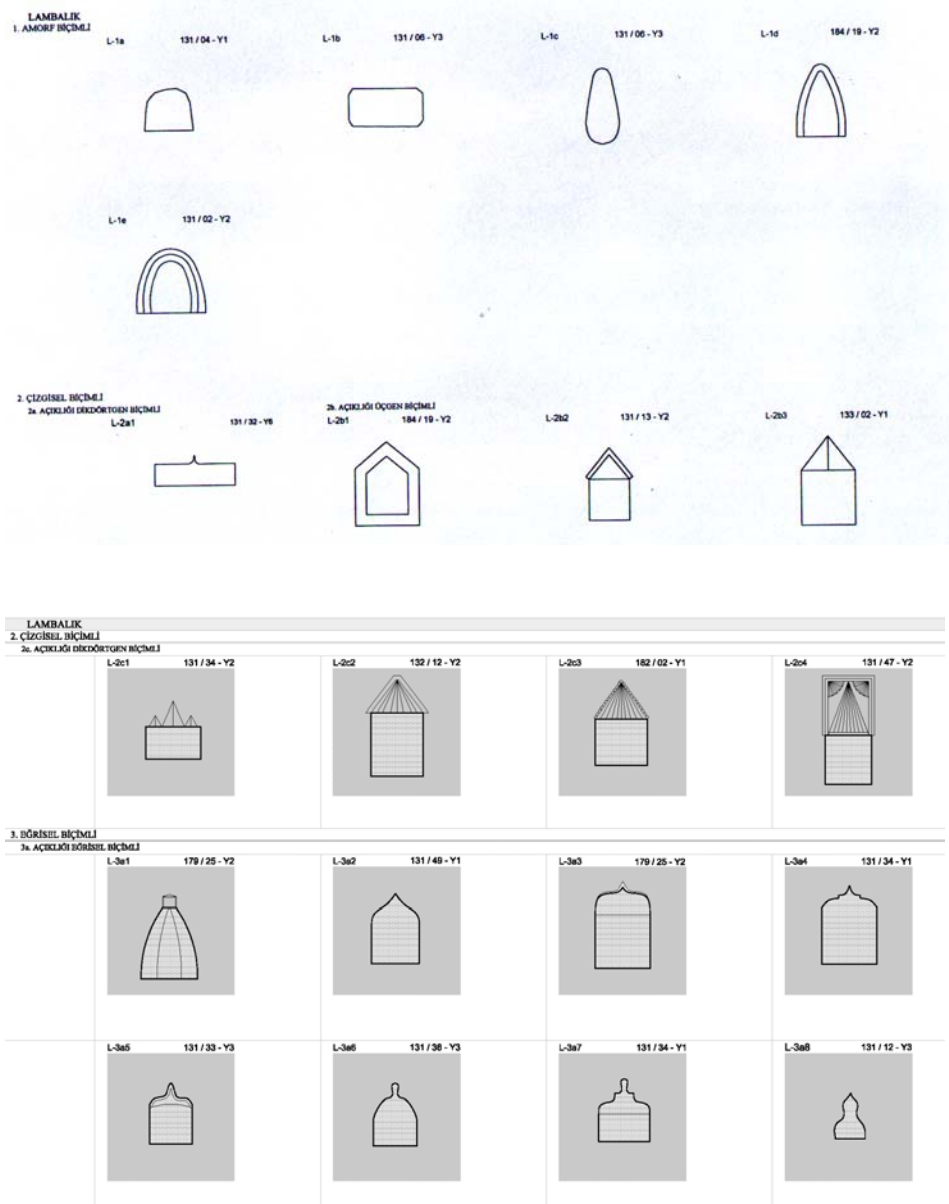 LAMBALIK
1. AMORF BİÇİMLİ
L-1a 131 / 04 - Y1 L-1b 131 / 06 - Y3 L-1c 131 / 06 - Y3 L-1d 184 / 19 - Y2
L-1e 131 / 02 - Y2
2. ÇİZGİSEL BİÇİMLİ
2a. AÇIKLIĞI DİKDÖRTGEN BİÇİMLİ 2b. AÇIKLIĞI ÜÇGEN BİÇİMLİ
L-2a1 131 / 32 - Y6 L-2b1 184 / 19 - Y2 L-2b2 131 / 13 - Y2 L-2b3 133 / 02 - Y1
LAMBALIK
2. ÇİZGİSEL BİÇİMLİ
2c. AÇIKLIĞI DİKDÖRTGEN BİÇİMLİ
L-2c1 131 / 34 - Y2 L-2c2 132 / 12 - Y2 L-2c3 182 / 02 - Y1 L-2c4 131 / 47 - Y2
3. EĞRİSEL BİÇİMLİ
3a. AÇIKLIĞI EĞRİSEL BİÇİMLİ
L-3a1 179 / 25 - Y2 L-3a2 131 / 49 - Y1 L-3a3 179 / 25 - Y2 L-3a4 131 / 34 - Y1
L-3a5 131 / 33 - Y3 L-3a6 131 / 36 - Y3 L-3a7 131 / 34 - Y1 L-3a8 131 / 12 - Y3